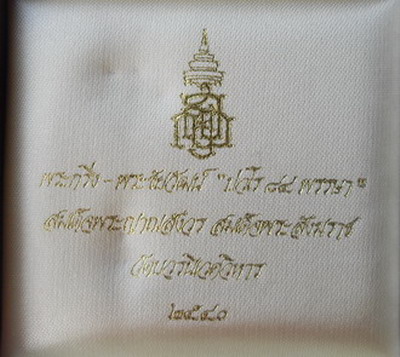 พระกริ่ง - พระชัยวัฒน์ "ปวเร ๘๔ พรรษา"
สมเด็จพระญาณสังวร สมเด็จพระสังฆราช
วัดบวรนิเวศวิหาร
๒๕๔๐